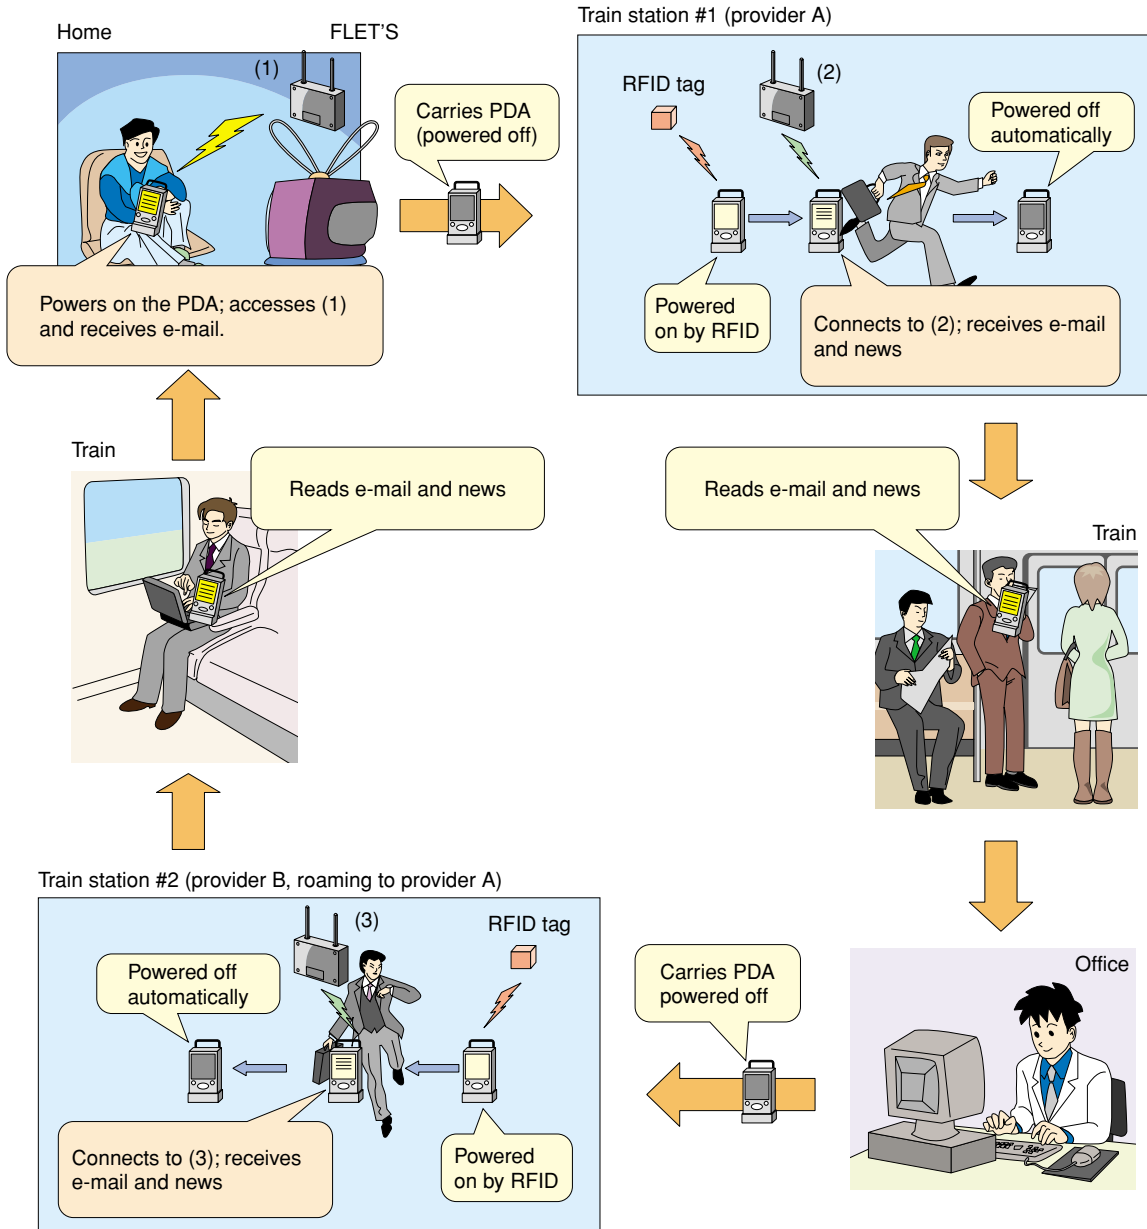 Home
FLET'S
(1)
Carries PDA
(powered off)
Powers on the PDA; accesses (1)
and receives e-mail.
Train station #1 (provider A)
RFID tag
(2)
Powered off
automatically
Powered
on by RFID
Connects to (2); receives e-mail
and news
Train
Reads e-mail and news
Reads e-mail and news
Train
Train station #2 (provider B, roaming to provider A)
(3)
RFID tag
Powered off
automatically
Connects to (3); receives
e-mail and news
Powered
on by RFID
Carries PDA
powered off
Office